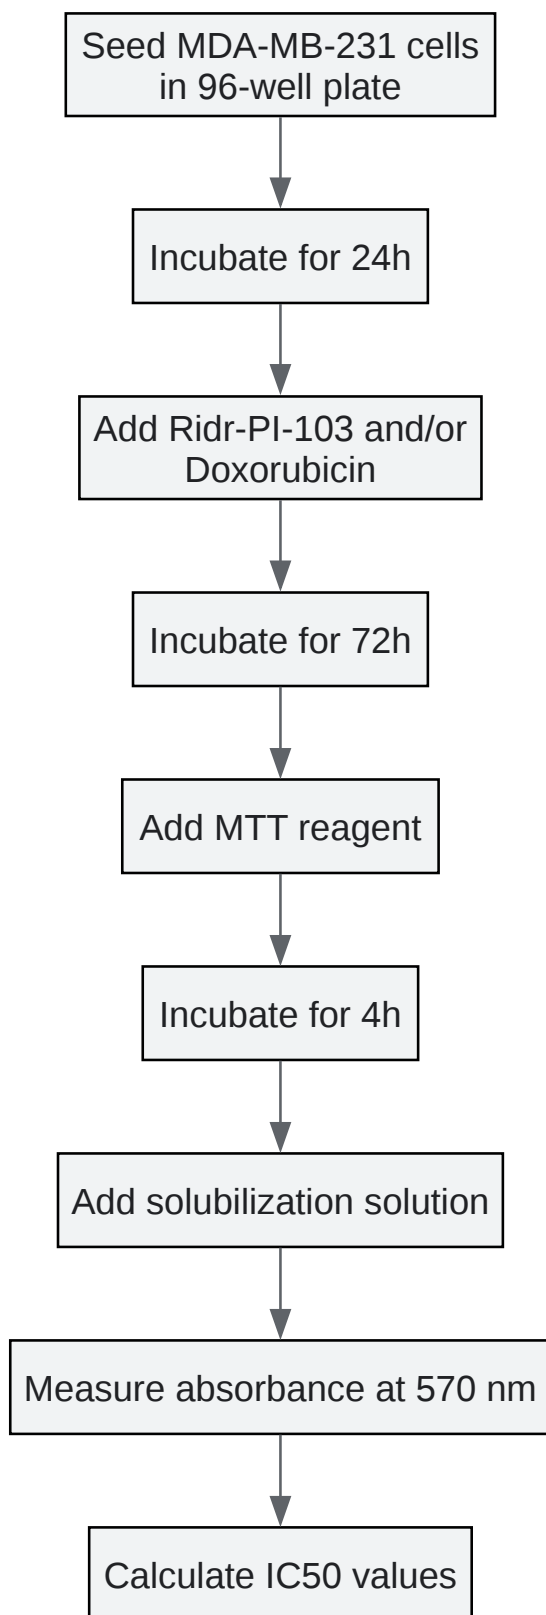 Seed MDA-MB-231 cells
in 96-well plate
Incubate for 24h
Add Ridr-PI-103 and/or
Doxorubicin
Incubate for 72h
Add MTT reagent
Incubate for 4h
Add solubilization solution
Measure absorbance at 570 nm
Calculate IC50 values